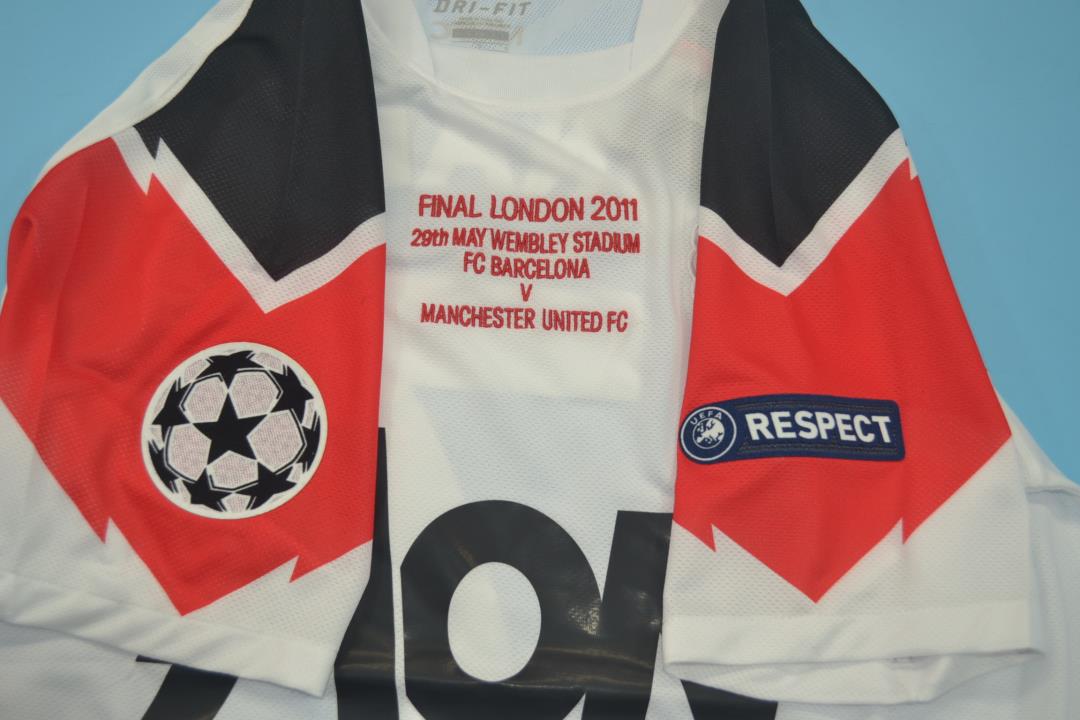 DRI-FIT
FINAL LONDON 2011
29th MAY WEMBLEY STADIUM
FC BARCELONA
V
MANCHESTER UNITED FC
UEFA
RESPECT